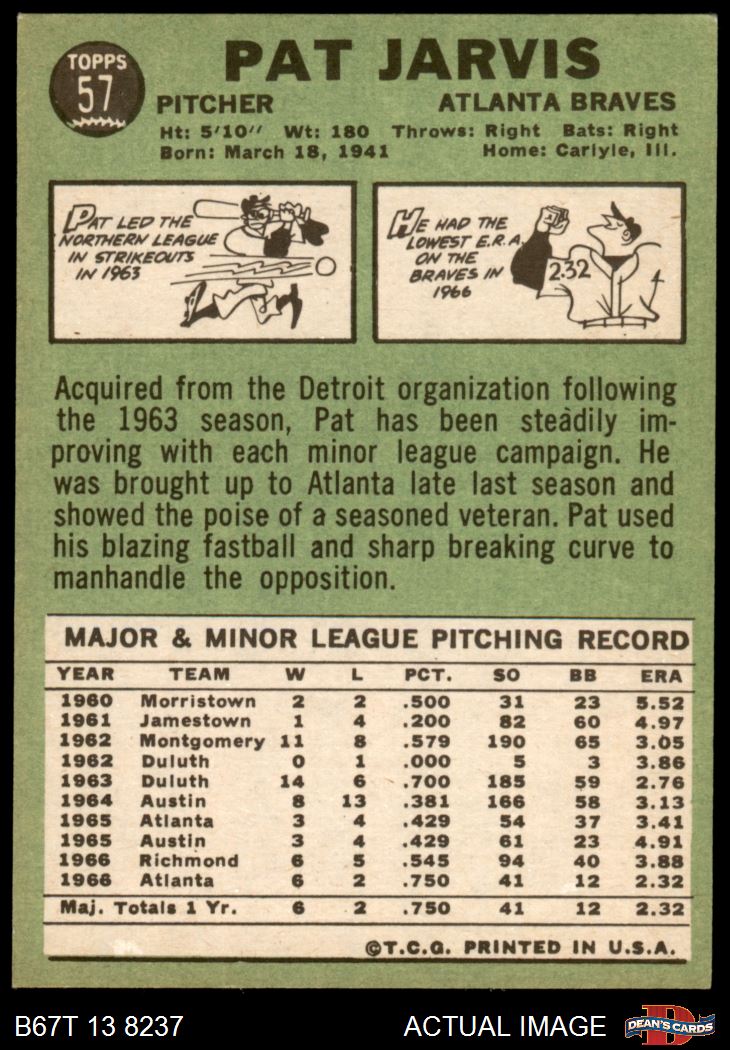 TOPPS
57
PAT JARVIS
PITCHER ATLANTA BRAVES
Ht: 5'10" Wt: 180 Throws: Right Bats: Right
Born: March 18, 1941 Home: Carlyle, Ill.
PAT LED THE
NORTHERN LEAGUE
IN STRIKEOUTS
IN 1963
HE HAD THE
LOWEST E.R.A.
ON THE
BRAVES IN
1966
2.32
Acquired from the Detroit organization following
the 1963 season, Pat has been steadily im-
proving with each minor league campaign. He
was brought up to Atlanta late last season and
showed the poise of a seasoned veteran. Pat used
his blazing fastball and sharp breaking curve to
manhandle the opposition.
MAJOR & MINOR LEAGUE PITCHING RECORD
YEAR TEAM W L PCT. SO BB ERA
1960 Morristown 2 2 .500 31 23 5.52
1961 Jamestown 1 4 .200 82 60 4.97
1962 Montgomery 11 8 .579 190 65 3.05
1962 Duluth 0 1 .000 5 3 3.86
1963 Duluth 14 6 .700 185 59 2.76
1964 Austin 8 13 .381 166 58 3.13
1965 Atlanta 3 4 .429 54 37 3.41
1965 Austin 3 4 .429 61 23 4.91
1966 Richmond 6 5 .545 94 40 3.88
1966 Atlanta 6 2 .750 41 12 2.32
Maj. Totals 1 Yr. 6 2 .750 41 12 2.32
©T.C.G. PRINTED IN U.S.A.
B67T 13 8237 ACTUAL IMAGE
D
DEAN'S CARDS